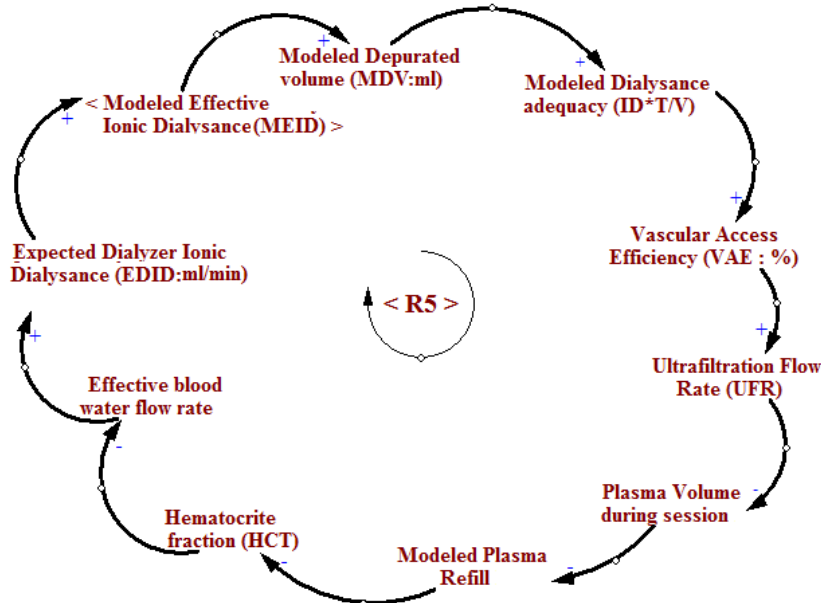 Modeled Depurated
volume (MDV:ml)
+
+
Modeled Dialysance
adequacy (ID*T/V)
< Modeled Effective
Ionic Dialysance (MEID) >
+
+
Vascular Access
Efficiency (VAE : %)
Expected Dialyzer Ionic
Dialysance (EDID:ml/min)
< R5 >
+
+
Ultrafiltration Flow
Rate (UFR)
Effective blood
water flow rate
-
-
Plasma Volume
during session
Hematocrite
fraction (HCT)
-
-
Modeled Plasma
Refill